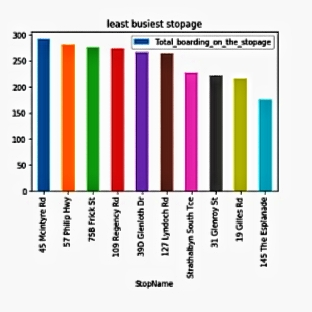 least busiest stopage
Total_boarding_on_the_stopage
300
250
200
150
100
50
0
45 Mcintyre Rd
57 Philip Hwy
75B Frick St
109 Regency Rd
39D Glenloth Dr
127 Lyndoch Rd
Strathalbyn South Tce
31 Glenroy St
19 Gilles Rd
145 The Esplanade
StopName